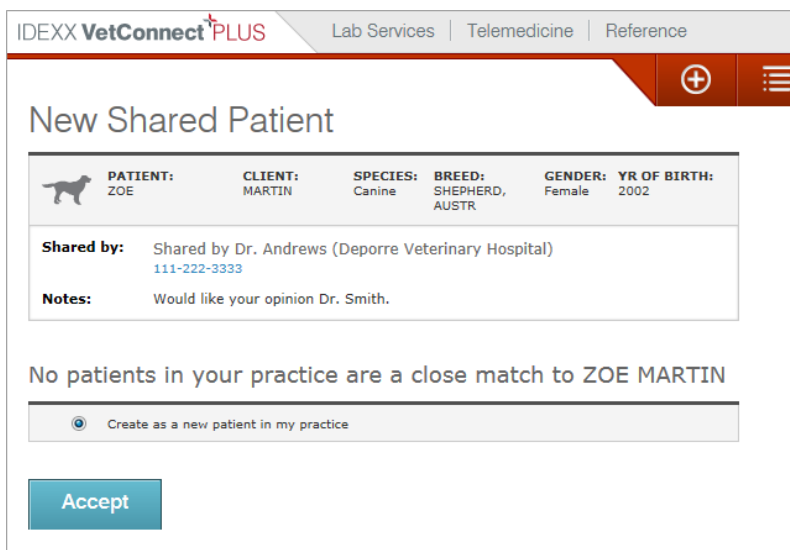 IDEXX VetConnect PLUS Lab Services | Telemedicine | Reference
New Shared Patient
PATIENT: CLIENT: SPECIES: BREED: GENDER: YR OF BIRTH:
ZOE MARTIN Canine SHEPHERD, Female 2002
AUSTR
Shared by: Shared by Dr. Andrews (Deporre Veterinary Hospital)
111-222-3333
Notes: Would like your opinion Dr. Smith.
No patients in your practice are a close match to ZOE MARTIN
Create as a new patient in my practice
Accept